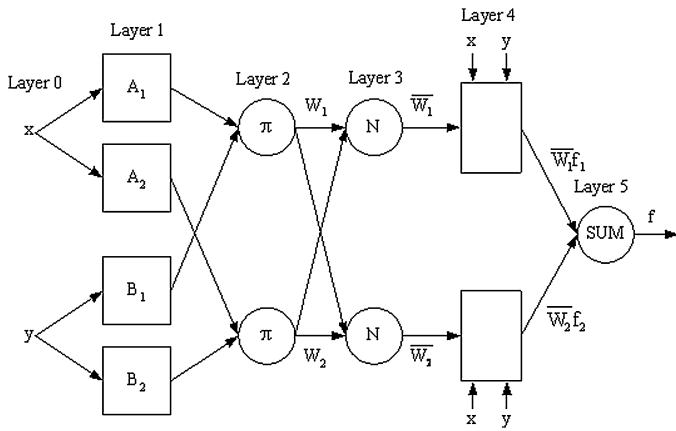 Layer 4
Layer 1
x y
Layer 0
A₁
Layer 2
W₁
Layer 3
W̅₁
x
π
N
A₂
W̅₁f₁
Layer 5
f
SUM
B₁
y
π
W₂
N
W̅₂
W̅₂f₂
B₂
x y